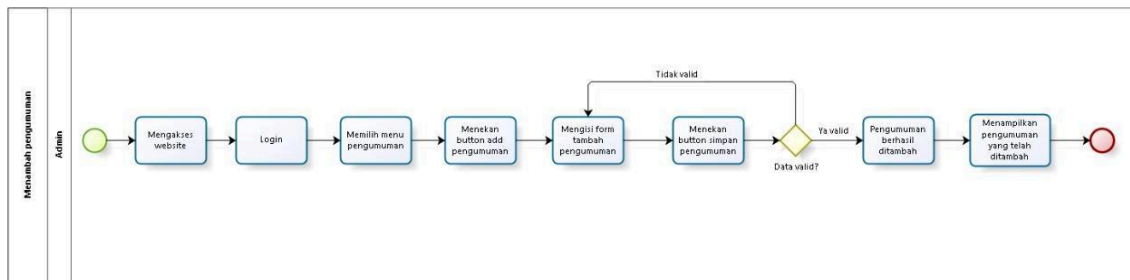 Menambah pengumuman
Admin
Mengakses
website
Login
Memilih menu
pengumuman
Menekan
button add
pengumuman
Mengisi form
tambah
pengumuman
Tidak valid
Menekan
button simpan
pengumuman
Data valid?
Ya valid
Pengumuman
berhasil
ditambah
Menampilkan
pengumuman
yang telah
ditambah